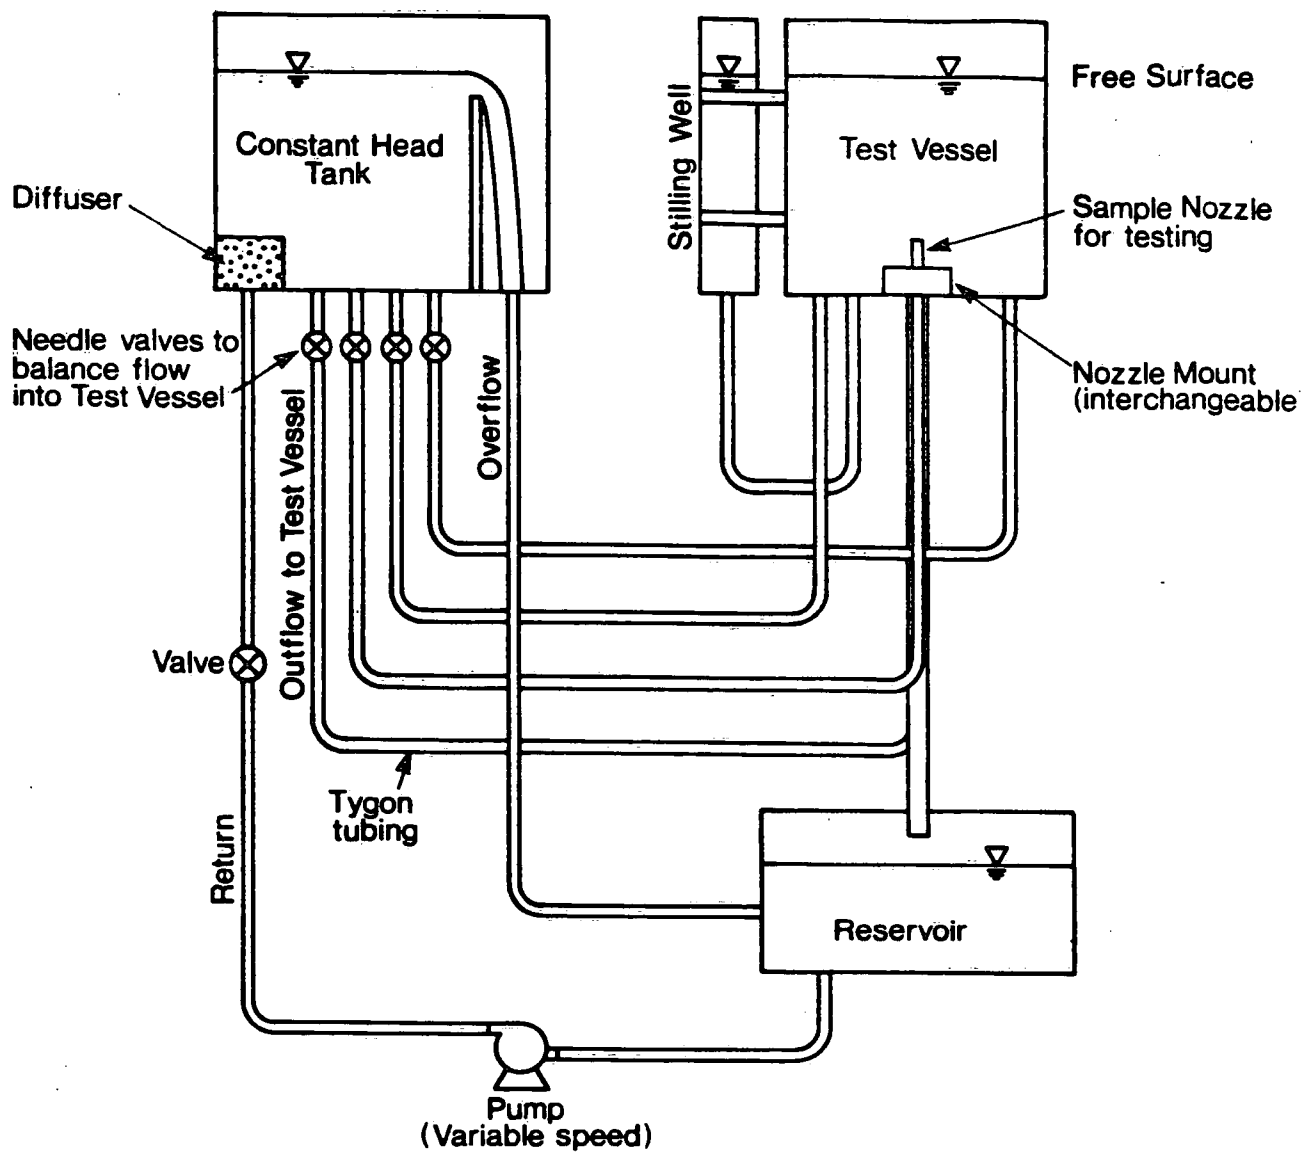 Free Surface
Constant Head
Tank
Stilling Well
Test Vessel
Diffuser
Sample Nozzle
for testing
Needle valves to
balance flow
into Test Vessel
Outflow to Test Vessel
Overflow
Nozzle Mount
(interchangeable
Valve
Tygon
tubing
Return
Reservoir
Pump
(Variable speed)